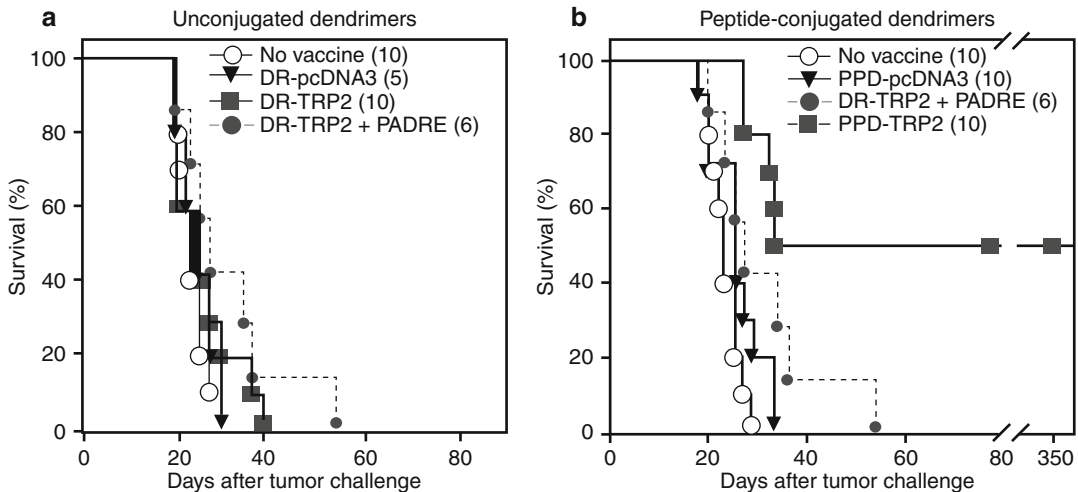 a Unconjugated dendrimers
No vaccine (10)
DR-pcDNA3 (5)
DR-TRP2 (10)
DR-TRP2 + PADRE (6)
Survival (%)
100
80
60
40
20
0
0 20 40 60 80
Days after tumor challenge
b Peptide-conjugated dendrimers
No vaccine (10)
PPD-pcDNA3 (10)
DR-TRP2 + PADRE (6)
PPD-TRP2 (10)
Survival (%)
100
80
60
40
20
0
0 20 40 60 80 350
Days after tumor challenge